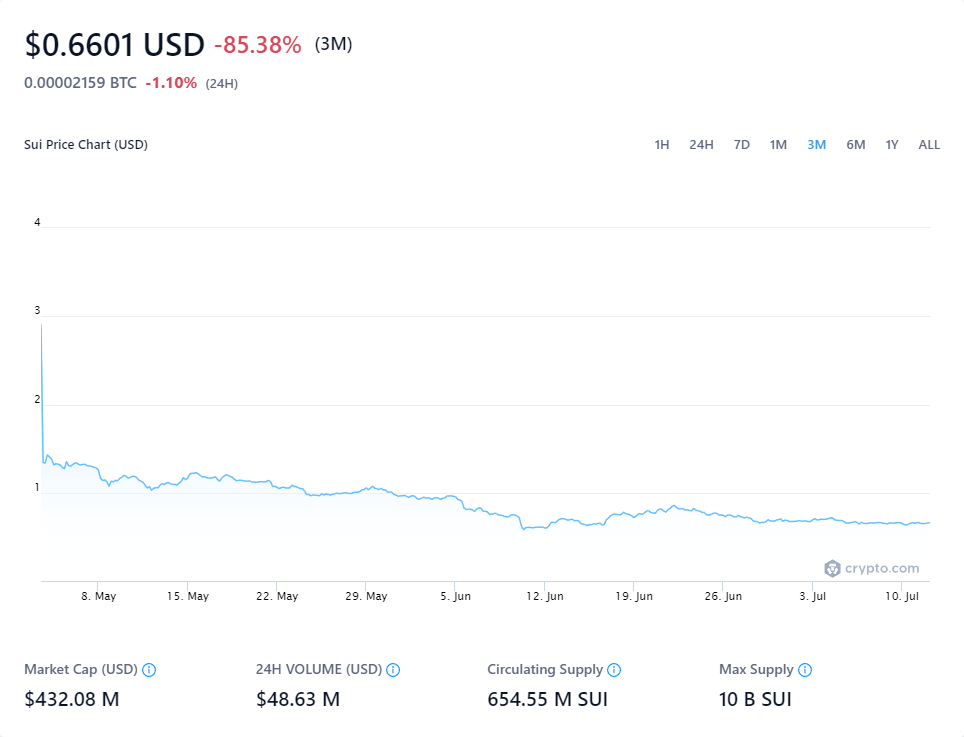 $0.6601 USD -85.38% (3M)
0.00002159 BTC -1.10% (24H)
Sui Price Chart (USD) 1H 24H 7D 1M 3M 6M 1Y ALL
4
3
2
1
crypto.com
8. May 15. May 22. May 29. May 5. Jun 12. Jun 19. Jun 26. Jun 3. Jul 10. Jul
Market Cap (USD) 24H VOLUME (USD) Circulating Supply Max Supply
$432.08 M $48.63 M 654.55 M SUI 10 B SUI